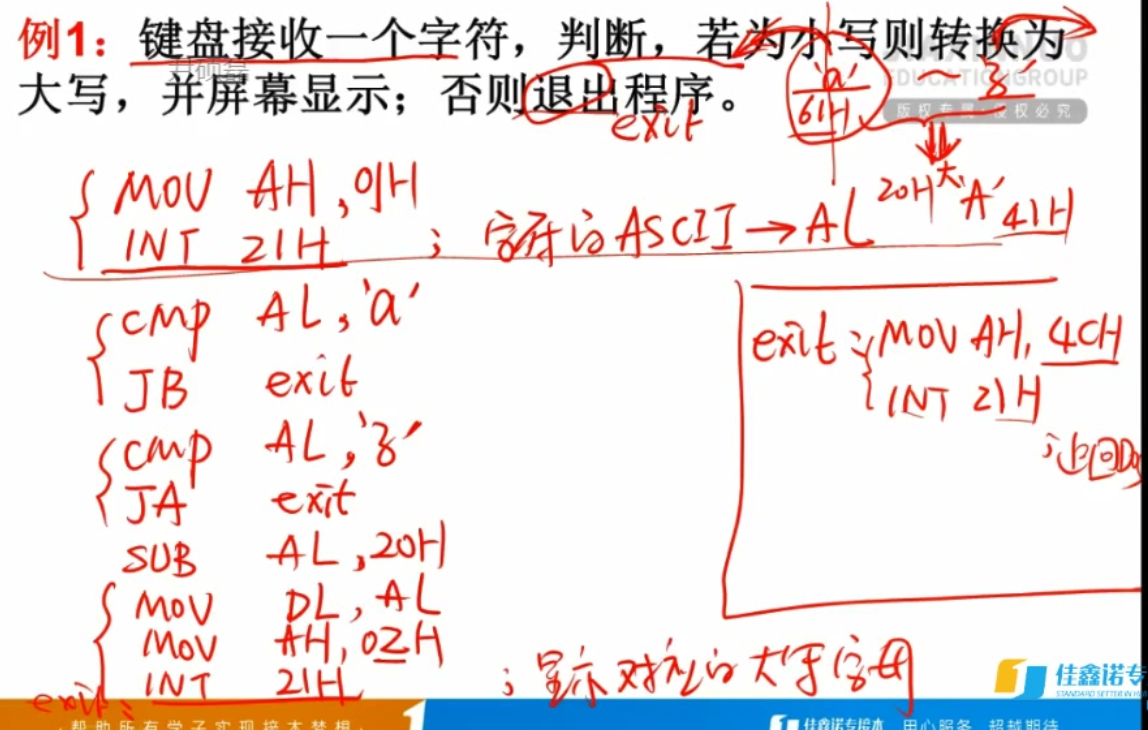 例1：键盘接收一个字符，判断，若为小写则转换为
大写，并屏幕显示；否则退出程序。
'a'
61H
'z'
exit
MOV AH,01H
INT 21H ；字符的ASCII→AL
20H
大
'A'
41H
CMP AL,'a'
JB exit
CMP AL,'z'
JA exit
SUB AL,20H
MOV DL,AL
MOV AH,02H
INT 21H ；显示对应的大写字母
exit:
exit: MOV AH,4CH
INT 21H
；返回DOS
EDUCATIONGROUP
版权专属 侵权必究
佳鑫诺专
帮助所有学子实现接本梦想
佳鑫诺专接本 用心服务 超越期待